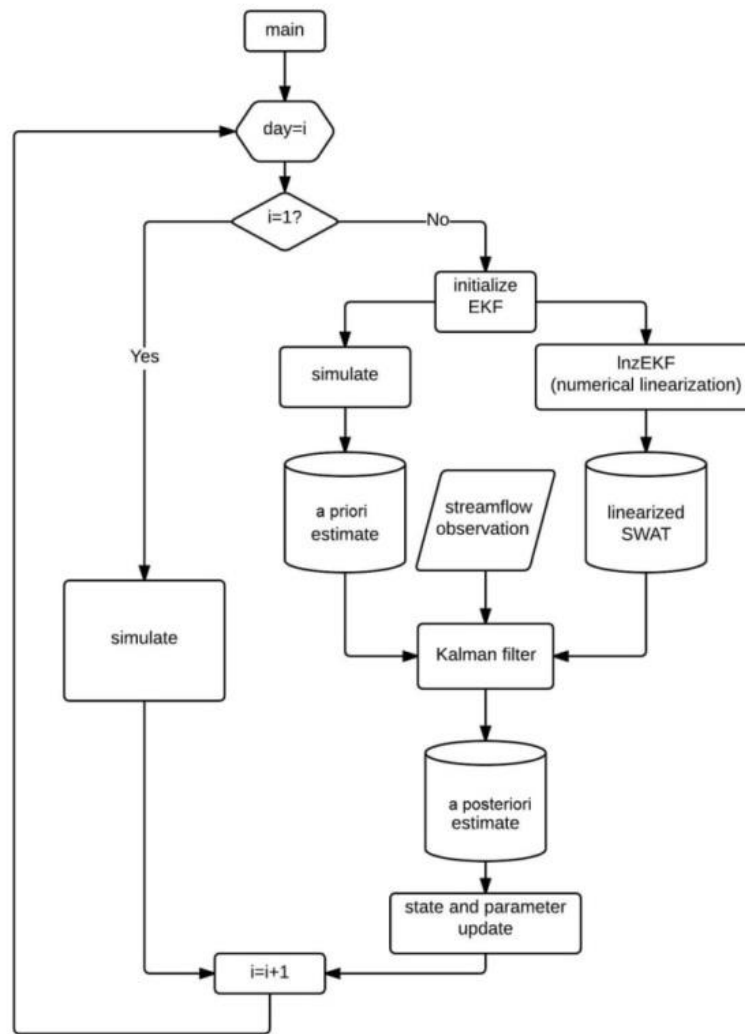 main
day=i
i=1?
No
initialize
EKF
Yes
simulate
lnzEKF
(numerical linearization)
a priori
estimate
streamflow
observation
linearized
SWAT
simulate
Kalman filter
a posteriori
estimate
state and parameter
update
i=i+1